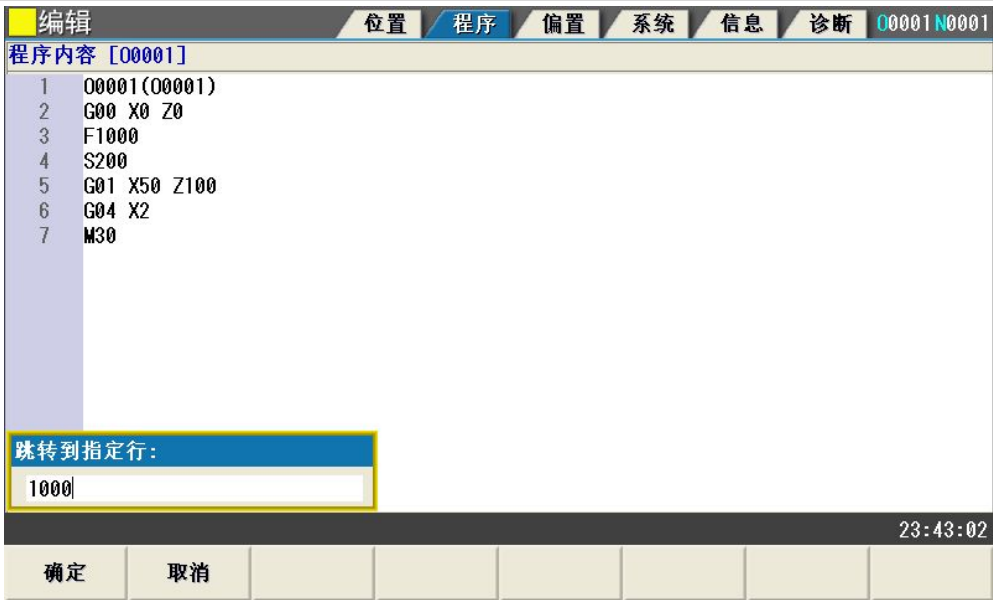 编辑 位置 程序 偏置 系统 信息 诊断 O0001N0001
程序内容 [O0001]
1 O0001(O0001)
2 G00 X0 Z0
3 F1000
4 S200
5 G01 X50 Z100
6 G04 X2
7 M30
跳转到指定行:
1000
23:43:02
确定 取消